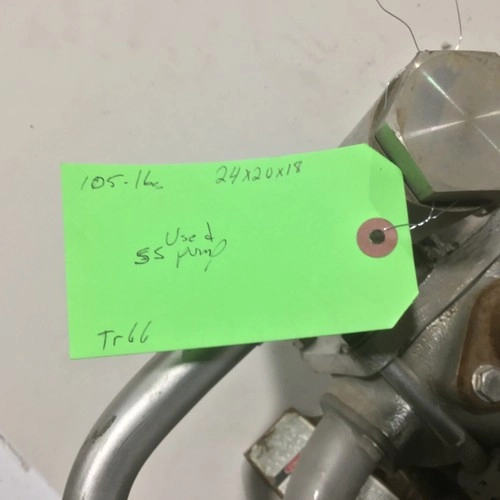 105-lbs 24x20x18
Used
SS pump
Tr66